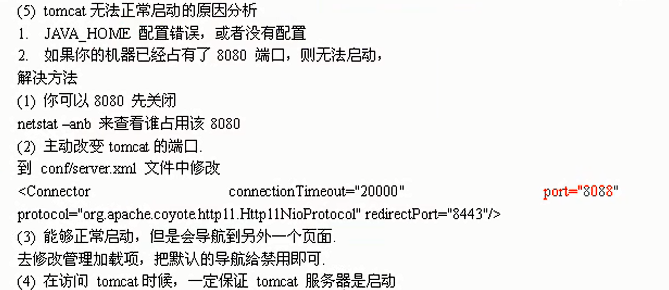 (5) tomcat 无法正常启动的原因分析
1. JAVA_HOME 配置错误，或者没有配置
2. 如果你的机器已经占有了 8080 端口，则无法启动，
解决方法
(1) 你可以 8080 先关闭
netstat –anb 来查看谁占用该 8080
(2) 主动改变 tomcat 的端口.
到 conf/server.xml 文件中修改
<Connector connectionTimeout="20000" port="8088"
protocol="org.apache.coyote.http11.Http11NioProtocol" redirectPort="8443"/>
(3) 能够正常启动，但是会导航到另外一个页面.
去修改管理加载项，把默认的导航给禁用即可.
(4) 在访问 tomcat 时候，一定保证 tomcat 服务器是启动